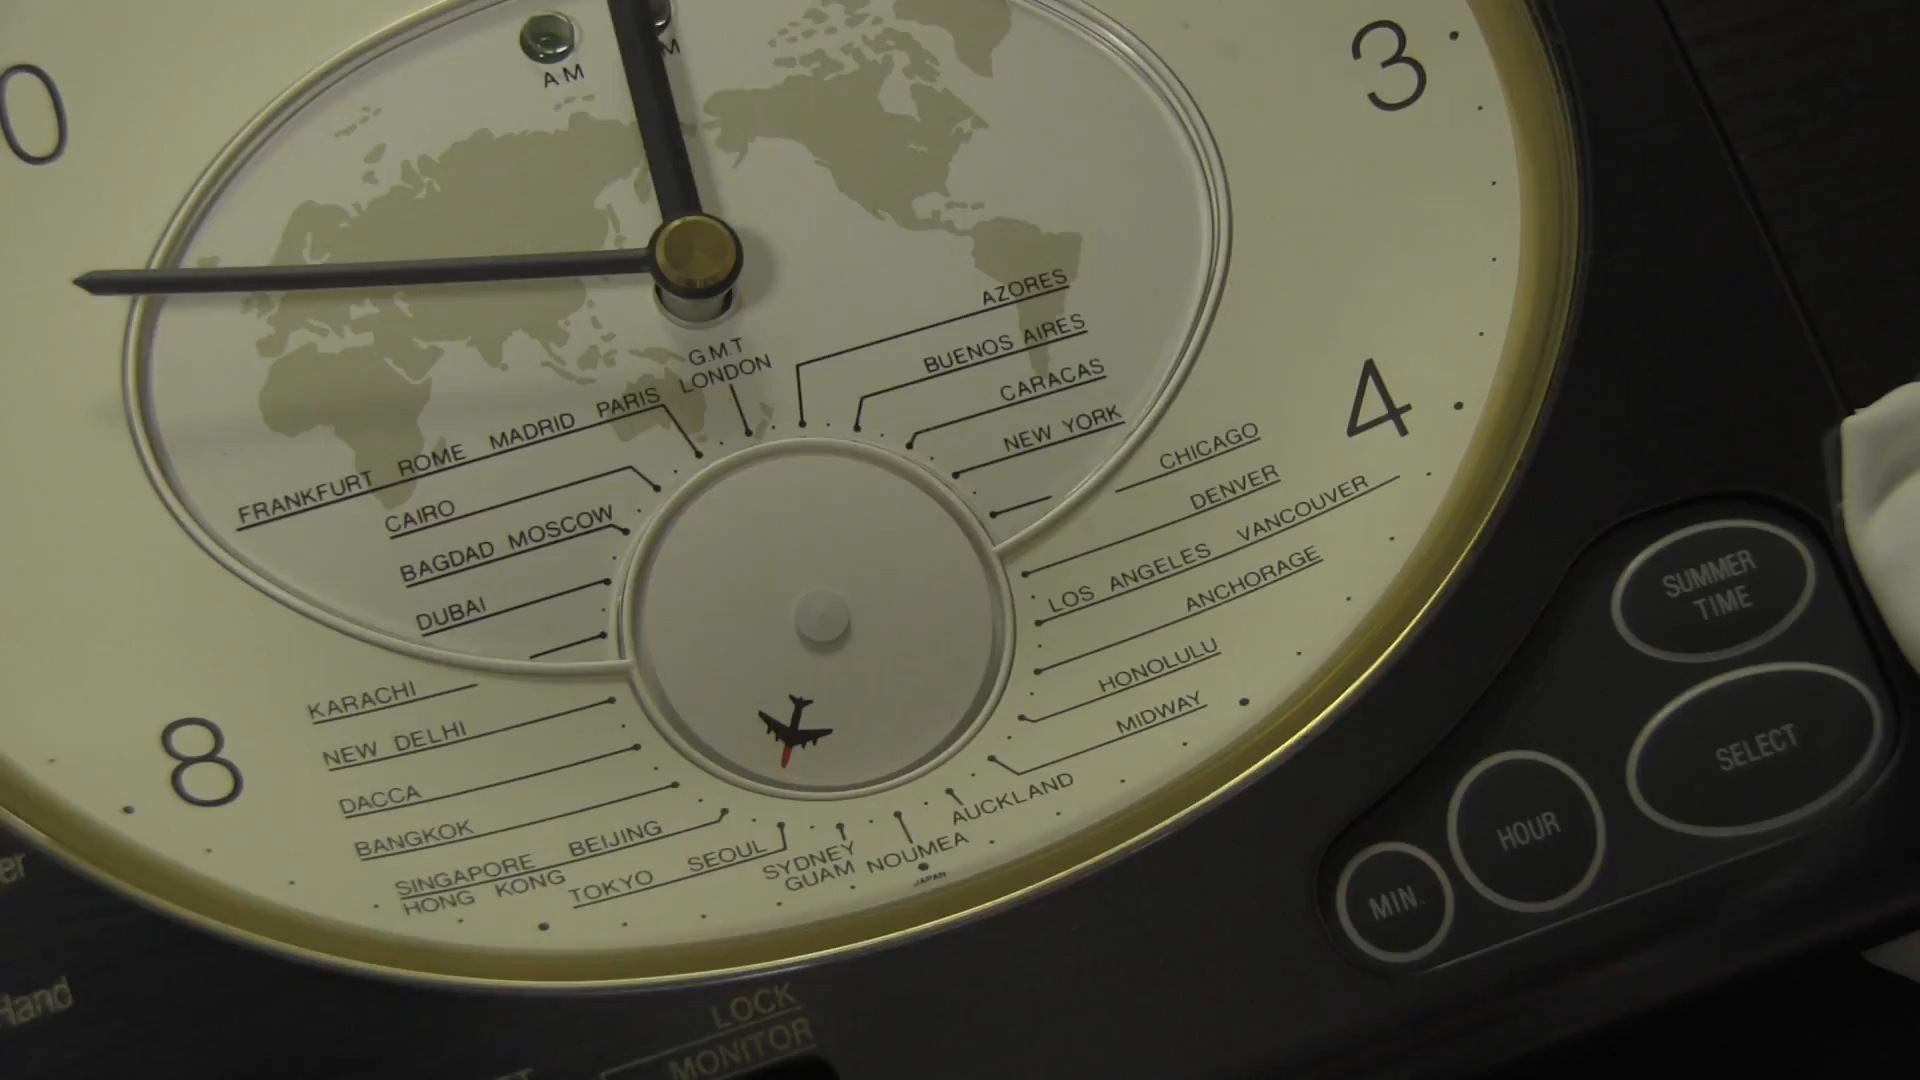 0
AM
M
3
AZORES
BUENOS AIRES
CARACAS
NEW YORK
G.M.T
LONDON
FRANKFURT ROME MADRID PARIS
CAIRO
BAGDAD MOSCOW
DUBAI
KARACHI
NEW DELHI
DACCA
BANGKOK
SINGAPORE BEIJING
HONG KONG
TOKYO SEOUL
SYDNEY
GUAM
NOUMEA
AUCKLAND
MIDWAY
HONOLULU
ANCHORAGE
LOS ANGELES VANCOUVER
DENVER
CHICAGO
4
8
JAPAN
SUMMER
TIME
SELECT
HOUR
MIN.
er
Hand
LOCK
MONITOR